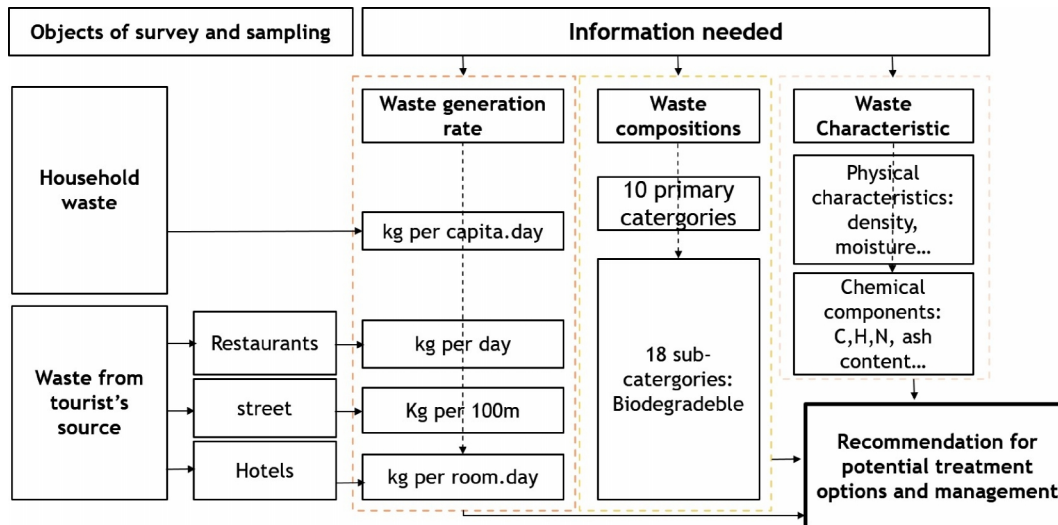 Objects of survey and sampling
Information needed
Waste generation
rate
Waste
compositions
Waste
Characteristic
Household
waste
10 primary
catergories
Physical
characteristics:
density,
moisture...
kg per capita.day
Chemical
components:
C,H,N, ash
content...
Waste from
tourist's
source
Restaurants
kg per day
18 sub-
catergories:
Biodegradeble
street
Kg per 100m
Hotels
kg per room.day
Recommendation for
potential treatment
options and management